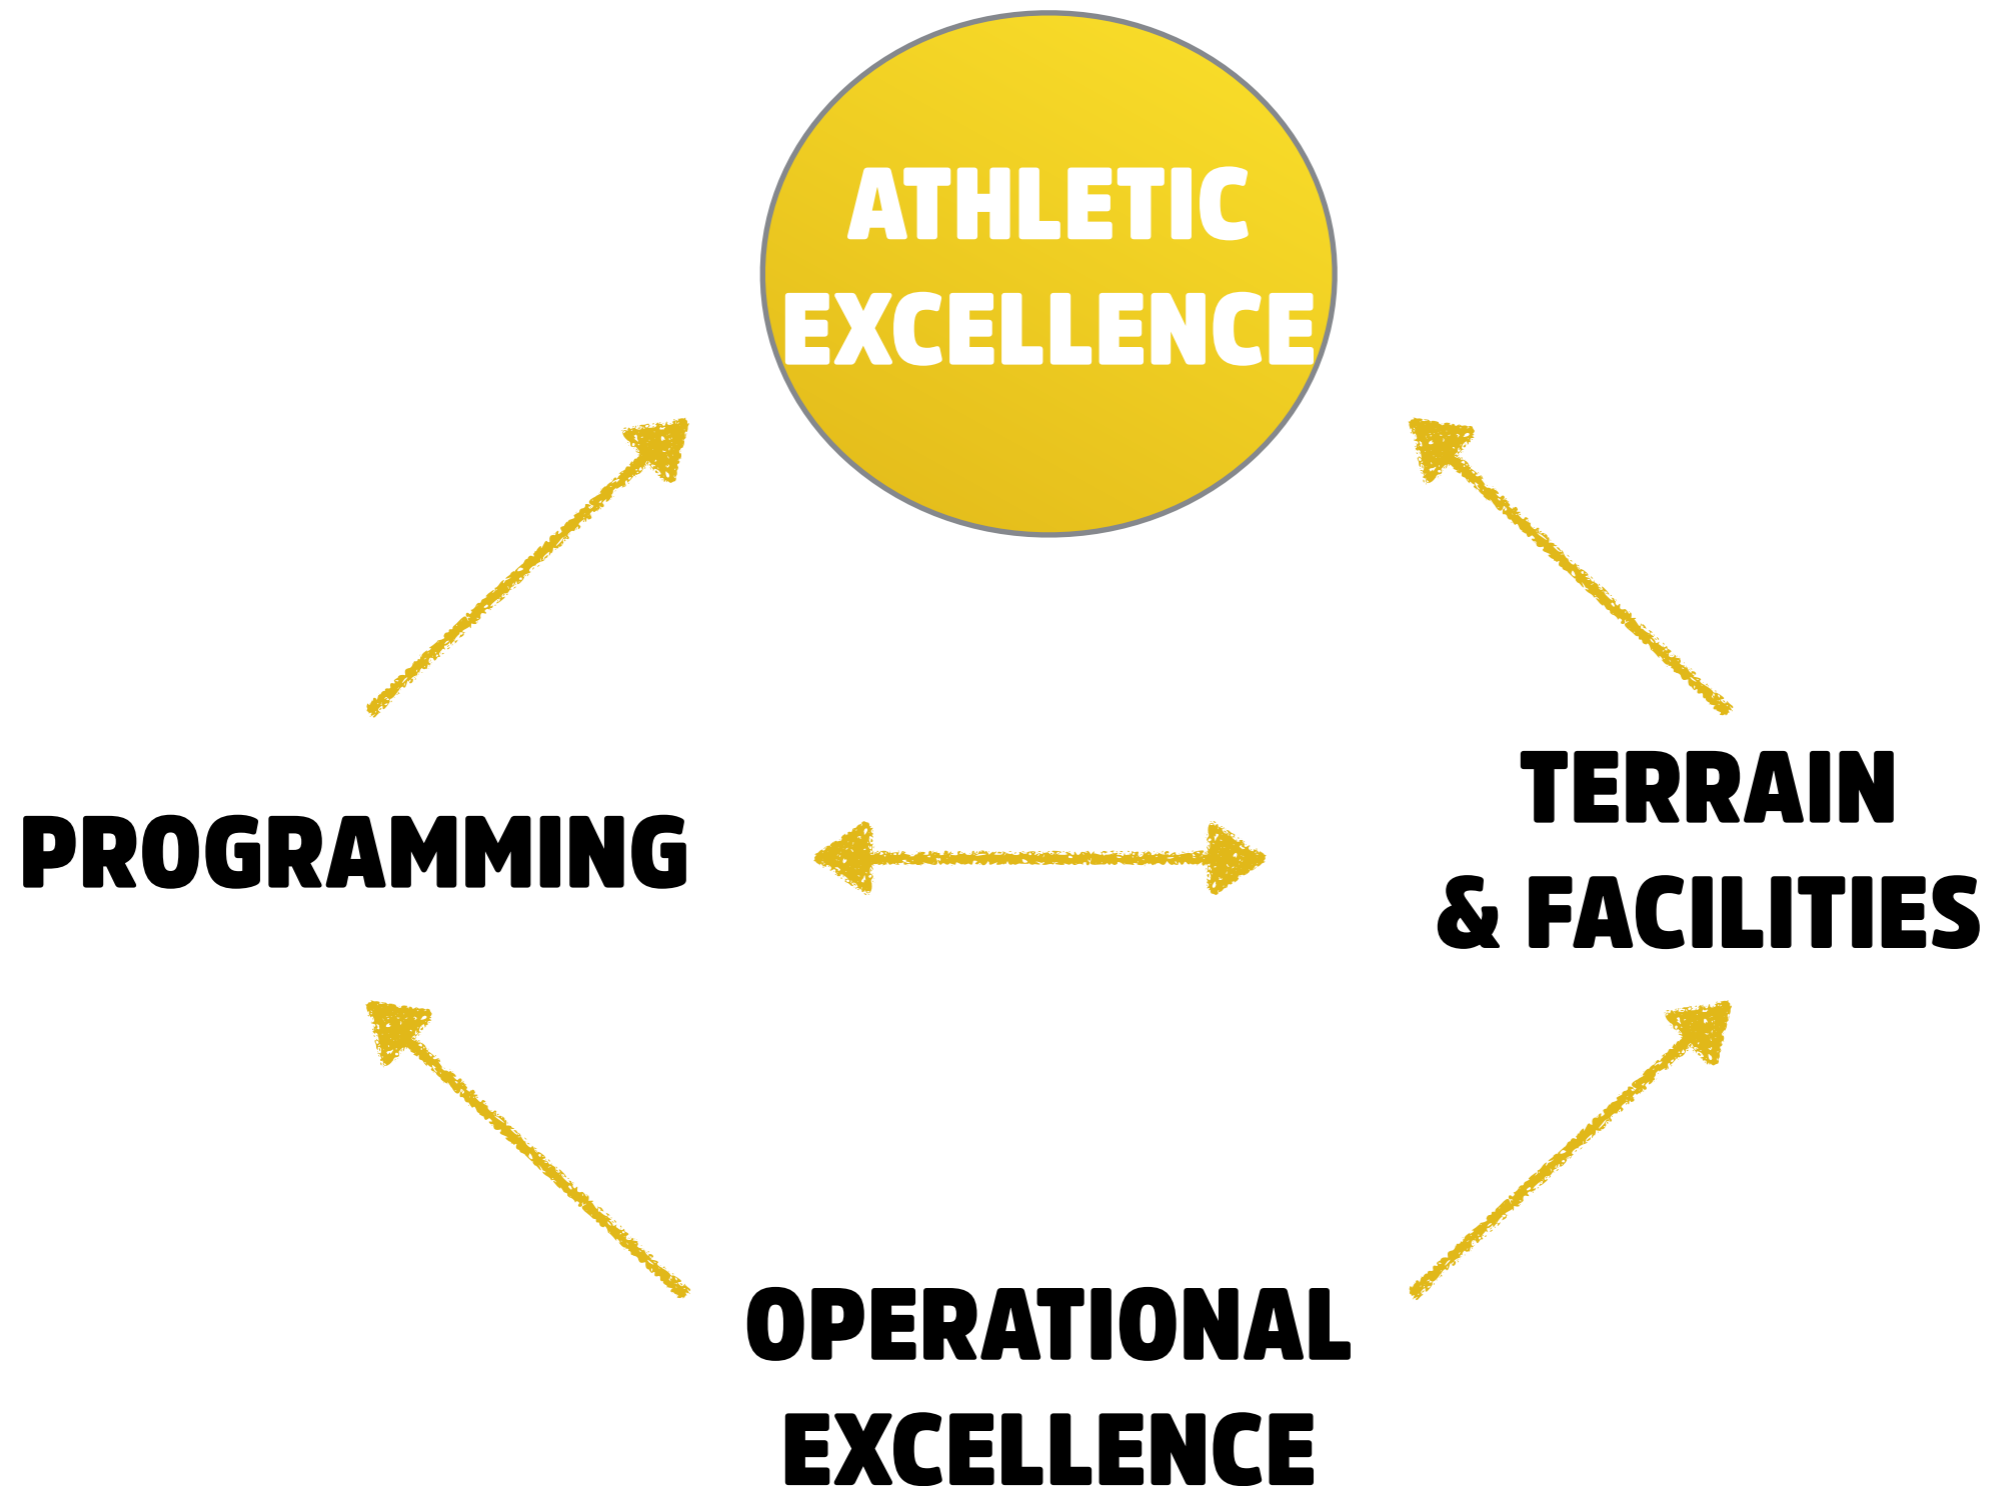 ATHLETIC
EXCELLENCE
PROGRAMMING
TERRAIN
& FACILITIES
OPERATIONAL
EXCELLENCE